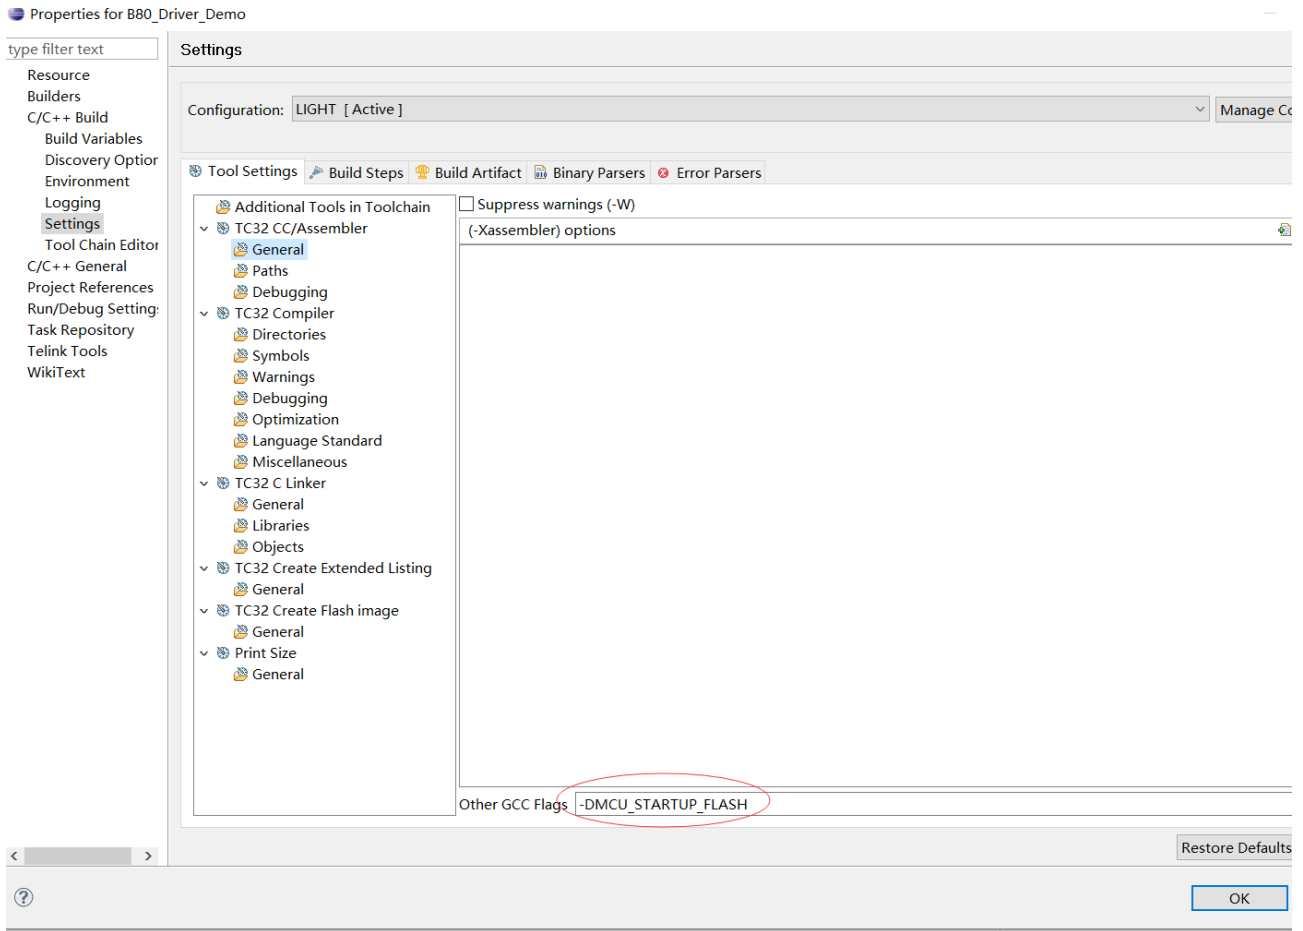 Properties for B80_Driver_Demo
type filter text
Resource
Builders
C/C++ Build
Build Variables
Discovery Option
Environment
Logging
Settings
Tool Chain Editor
C/C++ General
Project References
Run/Debug Settings
Task Repository
Telink Tools
WikiText
Settings
Configuration: LIGHT [ Active ]
Manage Co
Tool Settings Build Steps Build Artifact Binary Parsers Error Parsers
Additional Tools in Toolchain
TC32 CC/Assembler
General
Paths
Debugging
TC32 Compiler
Directories
Symbols
Warnings
Debugging
Optimization
Language Standard
Miscellaneous
TC32 C Linker
General
Libraries
Objects
TC32 Create Extended Listing
General
TC32 Create Flash image
General
Print Size
General
Suppress warnings (-W)
(-Xassembler) options
Other GCC Flags -DMCU_STARTUP_FLASH
Restore Defaults
OK